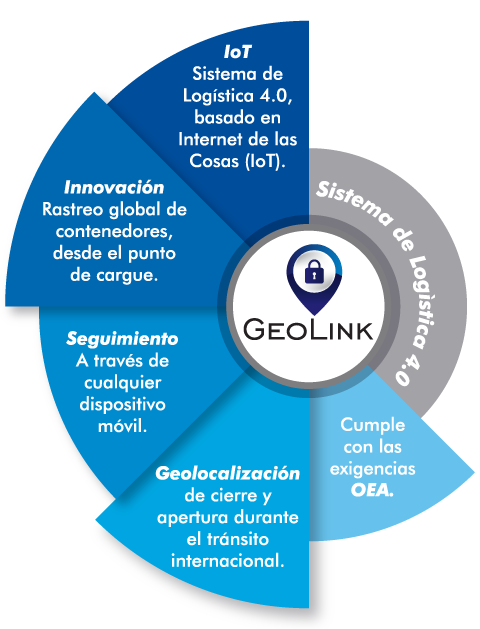 IoT
Sistema de
Logística 4.0,
basado en
Internet de las
Cosas (IoT).
Innovación
Rastreo global de
contenedores,
desde el punto
de cargue.
Seguimiento
A través de
cualquier
dispositivo
móvil.
Geolocalización
de cierre y
apertura durante
el tránsito
internacional.
Cumple
con las
exigencias
OEA.
Sistema de Logìstica 4.0
GEOLINK